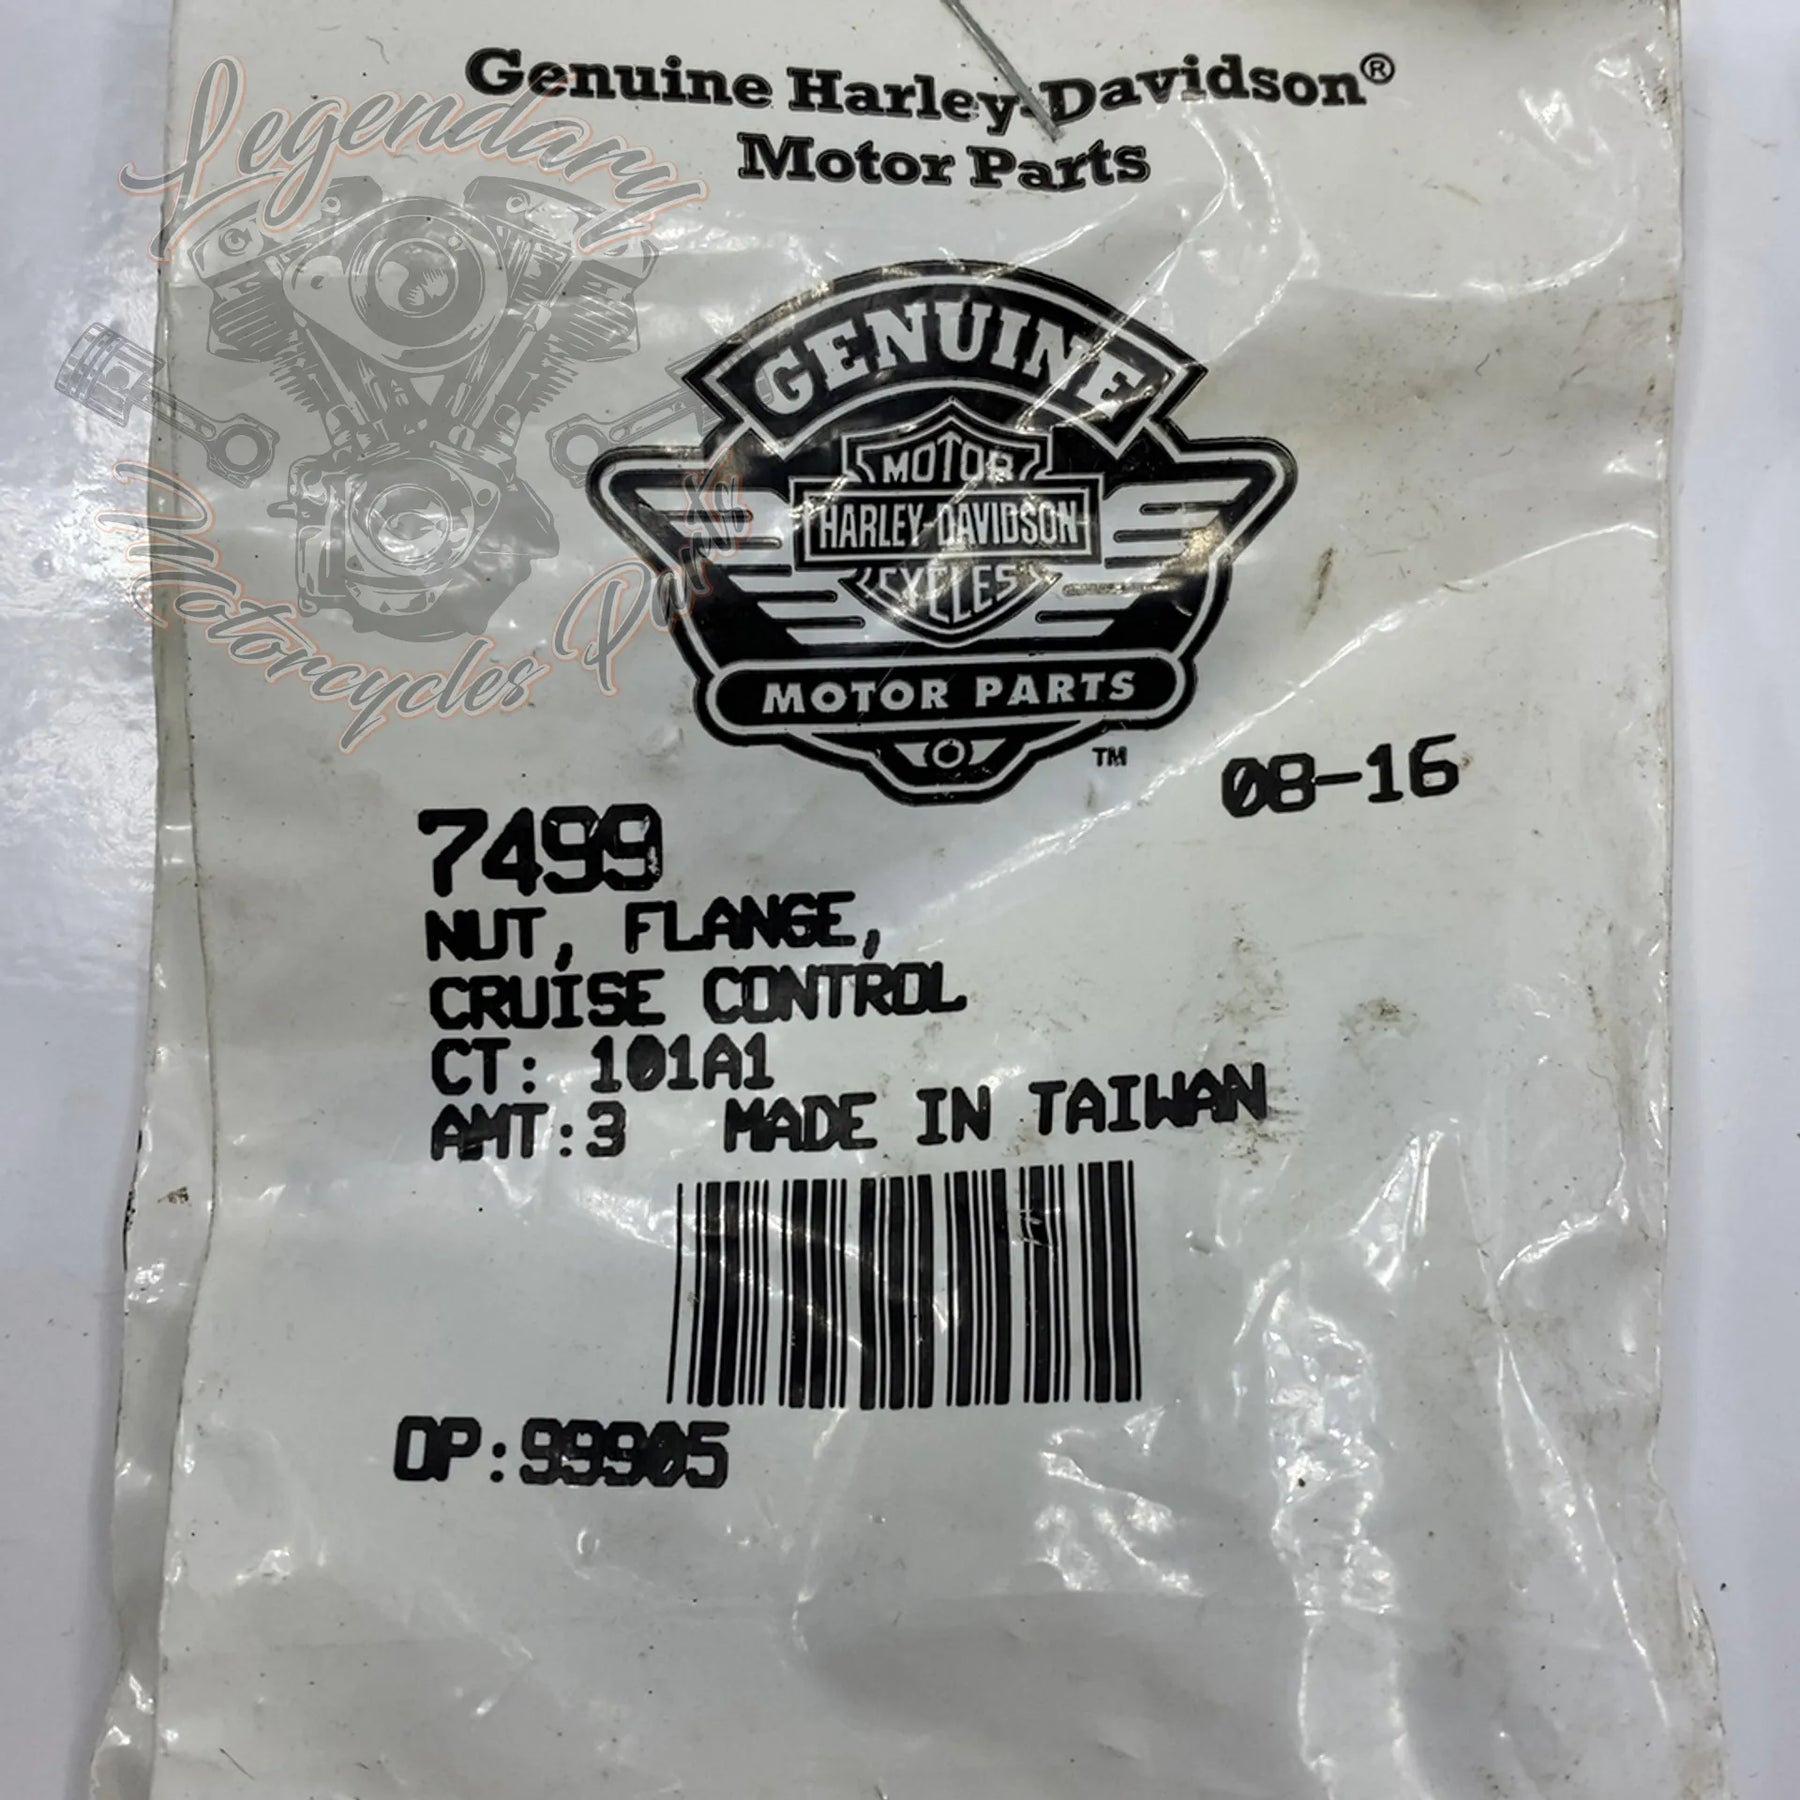 Genuine Harley-Davidson®
Motor Parts
Legendary
Motorcycles Parts
GENUINE
MOTOR
HARLEY-DAVIDSON
CYCLES
MOTOR PARTS
TM
08-16
7499
NUT, FLANGE,
CRUISE CONTROL
CT: 101A1
AMT:3 MADE IN TAIWAN
OP:99905